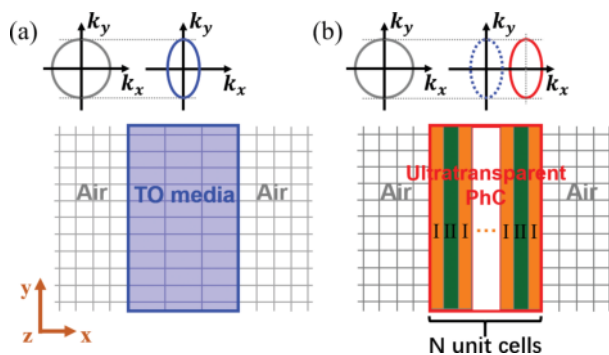 (a)
k_y
k_x
k_y
k_x
Air
TO media
Air
y
z
x
(b)
k_y
k_x
k_y
k_x
Air
Ultratransparent
PhC
I II I ··· I II I
Air
N unit cells